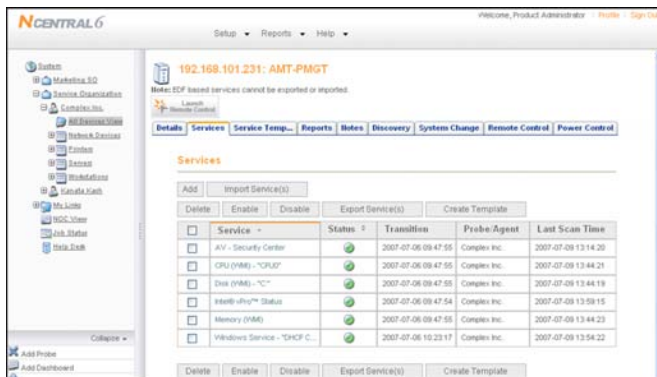 NCENTRAL 6
Welcome, Product Administrator Profile Sign Out
Setup Reports Help
System
Marketing SO
Service Organization
Complex Inc.
All Devices View
Network Devices
Printers
Servers
Workstations
Kanata Kash
My Links
NOC View
Job Status
Help Desk
Collapse
Add Probe
Add Dashboard
192.168.101.231: AMT-PMGT
Note: EDF based services cannot be exported or imported.
Launch
Remote Control
Details Services Service Temp... Reports Notes Discovery System Change Remote Control Power Control
Services
Add Import Service(s)
Delete Enable Disable Export Service(s) Create Template
Service Status Transition Probe/Agent Last Scan Time
AV - Security Center 2007-07-06 09:47:55 Complex Inc. 2007-07-09 13:14:20
CPU (WMI) - "CPU0" 2007-07-06 09:47:55 Complex Inc. 2007-07-09 13:44:21
Disk (WMI) - "C:" 2007-07-06 09:47:55 Complex Inc. 2007-07-09 13:44:19
Intel® vPro™ Status 2007-07-06 09:47:54 Complex Inc. 2007-07-09 13:59:15
Memory (WMI) 2007-07-06 09:47:55 Complex Inc. 2007-07-09 13:44:23
Windows Service - "DHCP C... 2007-07-06 10:23:17 Complex Inc. 2007-07-09 13:54:22
Delete Enable Disable Export Service(s) Create Template